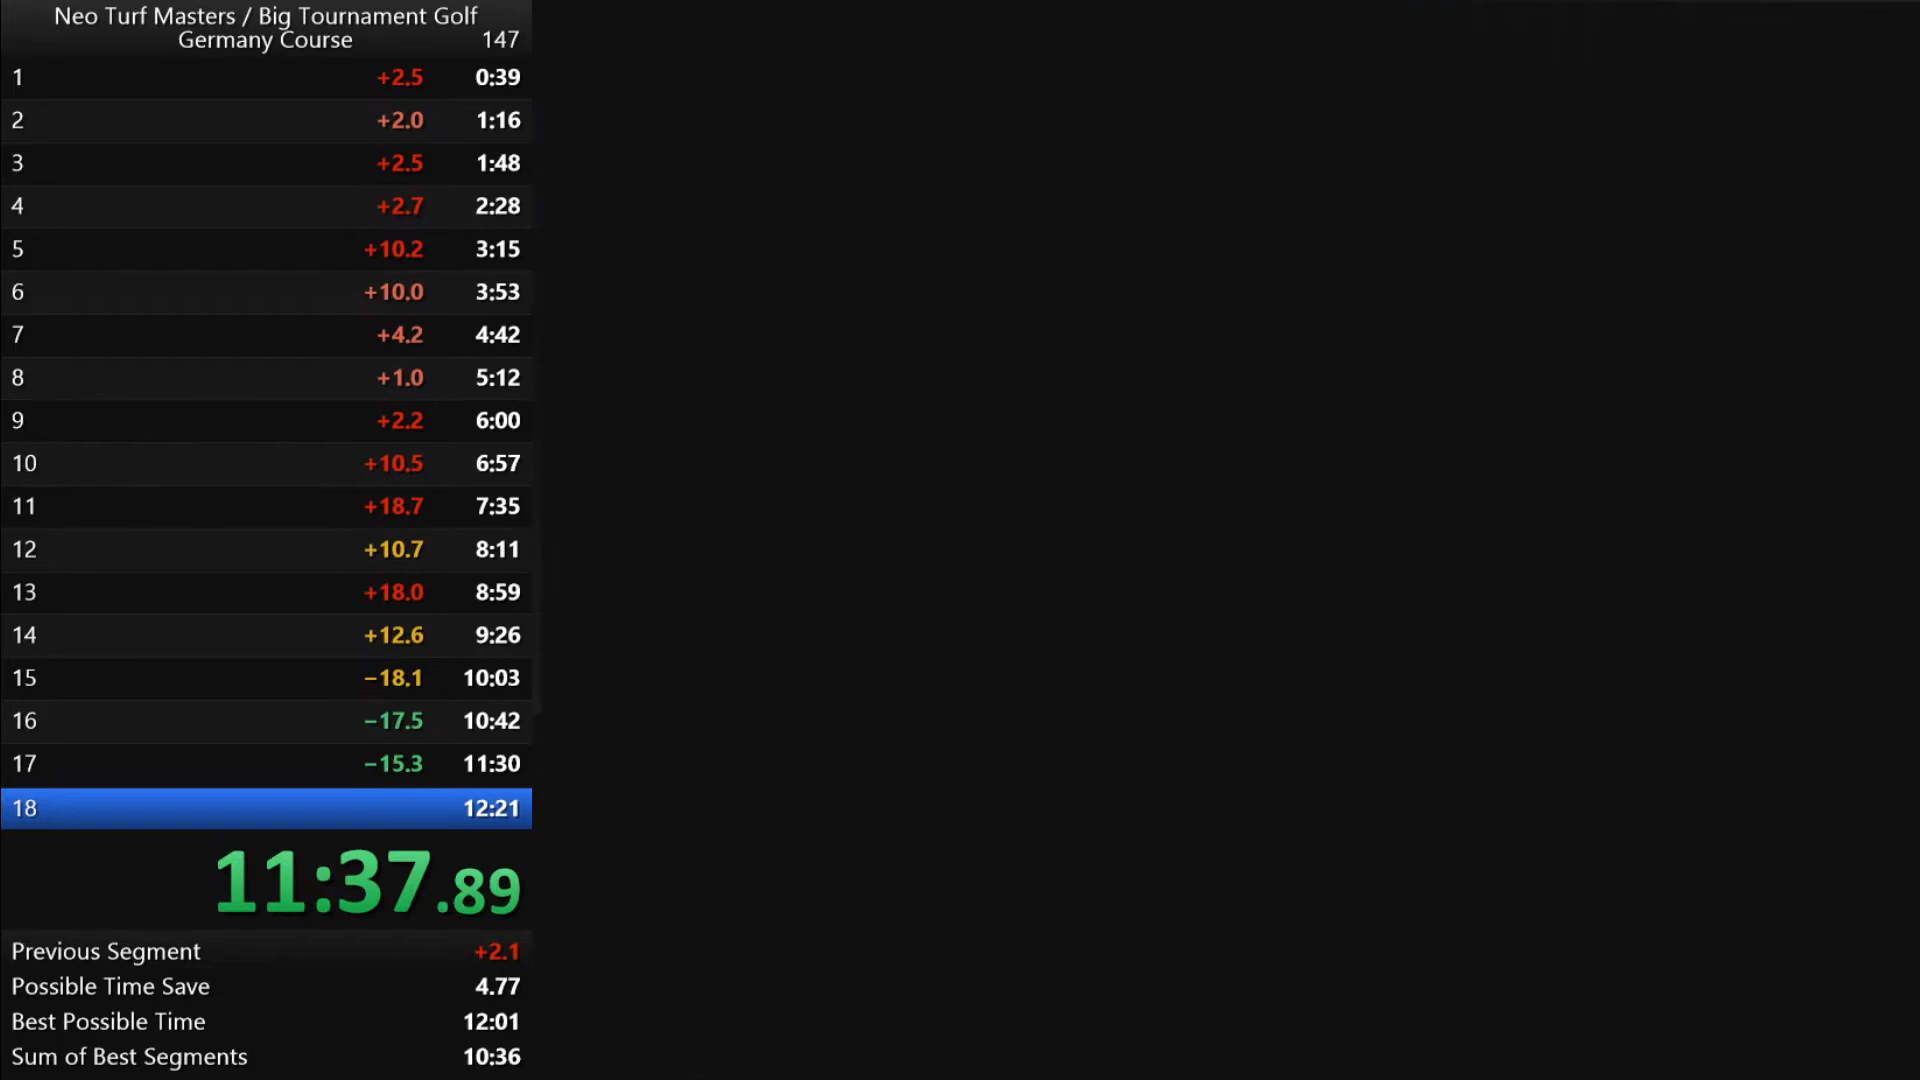 Neo Turf Masters / Big Tournament Golf
Germany Course 147
1 +2.5 0:39
2 +2.0 1:16
3 +2.5 1:48
4 +2.7 2:28
5 +10.2 3:15
6 +10.0 3:53
7 +4.2 4:42
8 +1.0 5:12
9 +2.2 6:00
10 +10.5 6:57
11 +18.7 7:35
12 +10.7 8:11
13 +18.0 8:59
14 +12.6 9:26
15 −18.1 10:03
16 −17.5 10:42
17 −15.3 11:30
18 12:21
11:37.89
Previous Segment +2.1
Possible Time Save 4.77
Best Possible Time 12:01
Sum of Best Segments 10:36